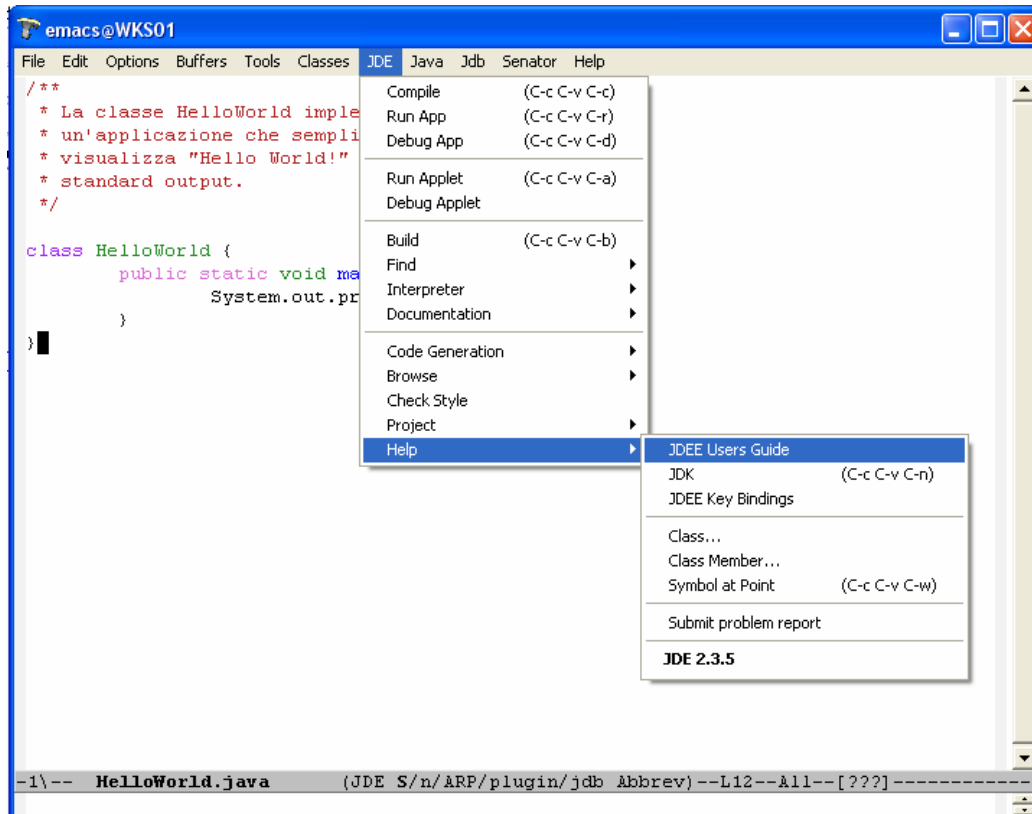 emacs@WKS01
File Edit Options Buffers Tools Classes JDE Java Jdb Senator Help
/**
* La classe HelloWorld imple
* un'applicazione che sempli
* visualizza "Hello World!"
* standard output.
*/
class HelloWorld {
public static void ma
System.out.pr
}
}
Compile (C-c C-v C-c)
Run App (C-c C-v C-r)
Debug App (C-c C-v C-d)
Run Applet (C-c C-v C-a)
Debug Applet
Build (C-c C-v C-b)
Find
Interpreter
Documentation
Code Generation
Browse
Check Style
Project
Help
JDEE Users Guide
JDK (C-c C-v C-n)
JDEE Key Bindings
Class...
Class Member...
Symbol at Point (C-c C-v C-w)
Submit problem report
JDE 2.3.5
-1\-- HelloWorld.java (JDE S/n/ARP/plugin/jdb Abbrev)--L12--All--[???]------------